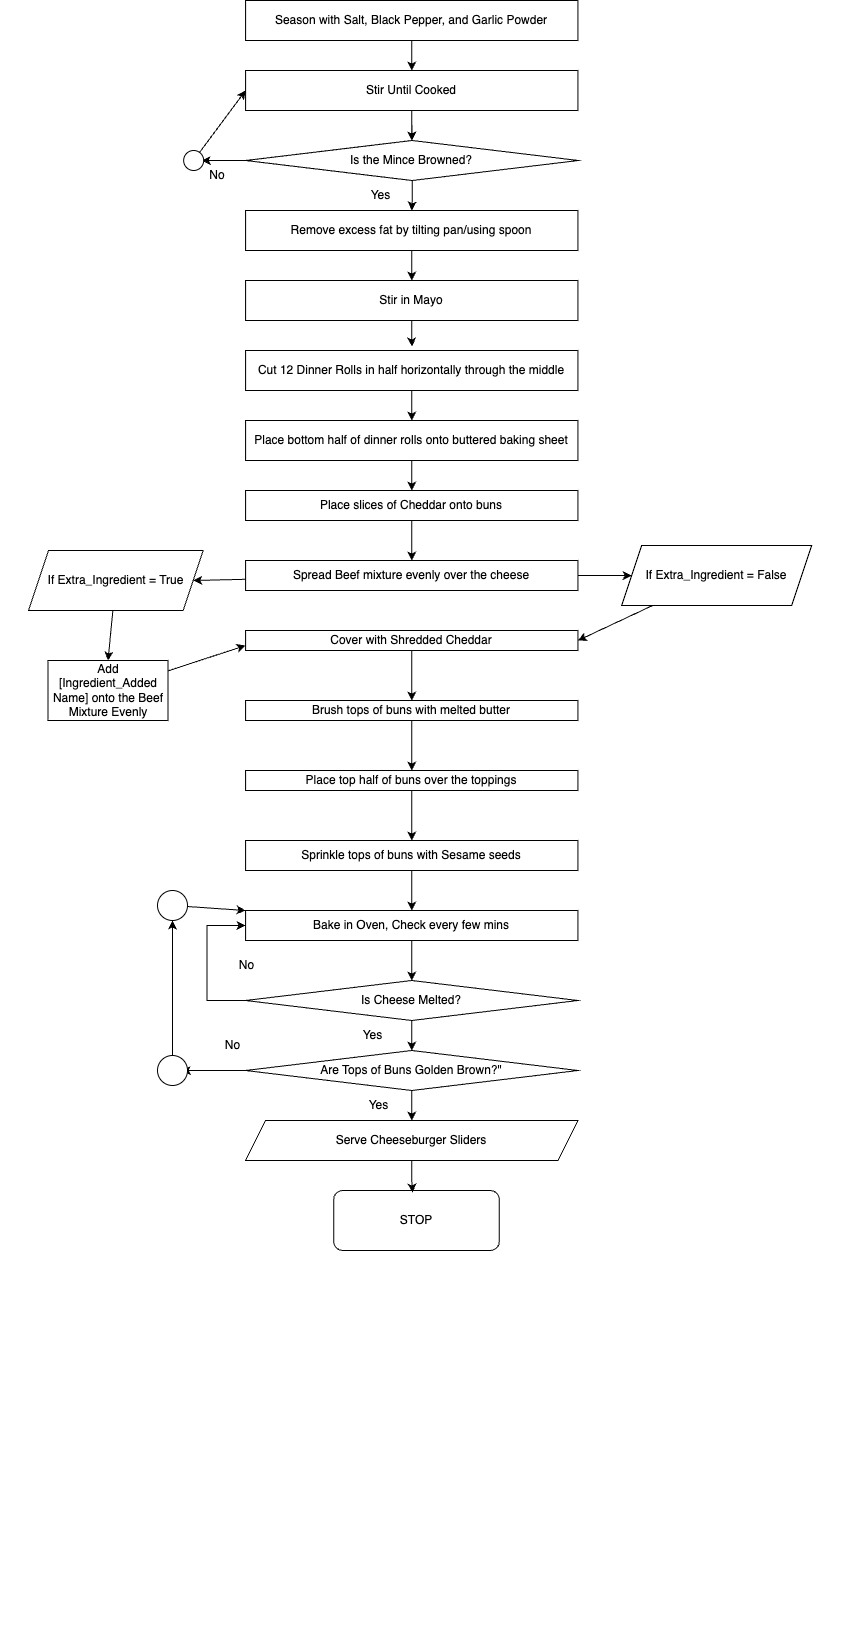 Season with Salt, Black Pepper, and Garlic Powder
Stir Until Cooked
Is the Mince Browned?
No
Yes
Remove excess fat by tilting pan/using spoon
Stir in Mayo
Cut 12 Dinner Rolls in half horizontally through the middle
Place bottom half of dinner rolls onto buttered baking sheet
Place slices of Cheddar onto buns
Spread Beef mixture evenly over the cheese
If Extra_Ingredient = True
If Extra_Ingredient = False
Add
[Ingredient_Added
Name] onto the Beef
Mixture Evenly
Cover with Shredded Cheddar
Brush tops of buns with melted butter
Place top half of buns over the toppings
Sprinkle tops of buns with Sesame seeds
Bake in Oven, Check every few mins
No
Is Cheese Melted?
Yes
No
Are Tops of Buns Golden Brown?"
Yes
Serve Cheeseburger Sliders
STOP